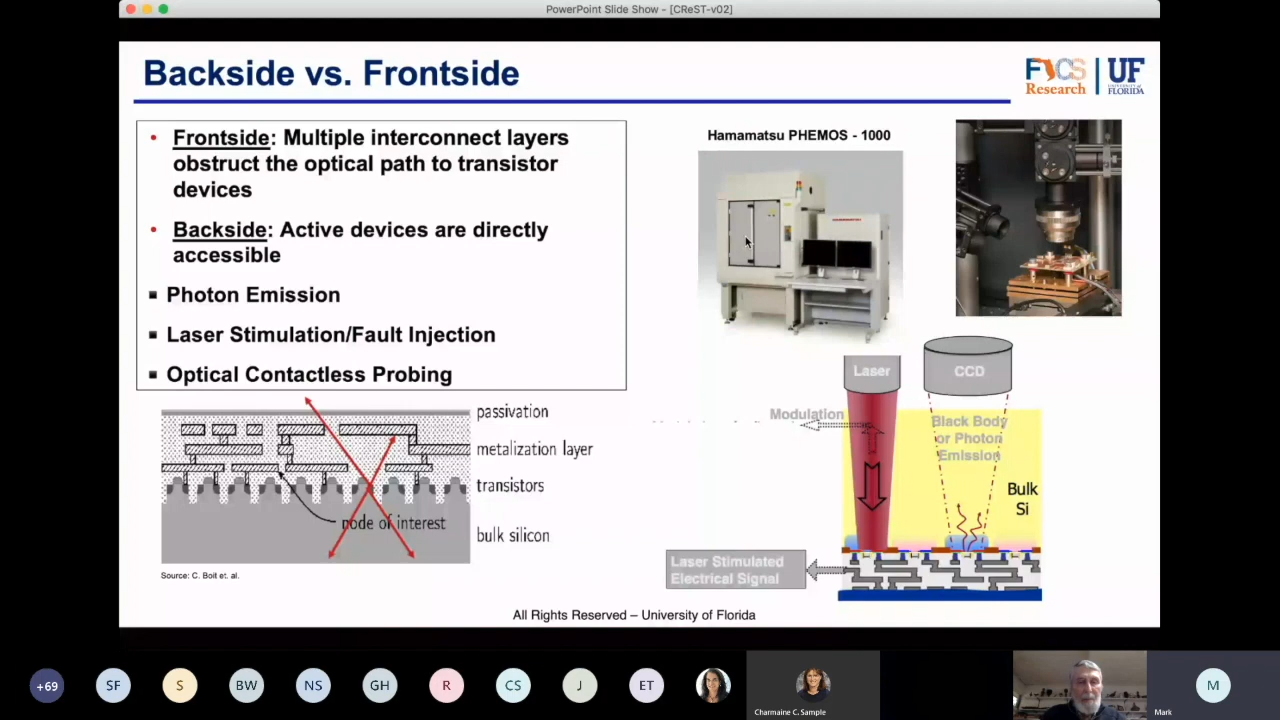 PowerPoint Slide Show - [CReST-v02]
Backside vs. Frontside
FICS
Research
UF
UNIVERSITY of
FLORIDA
• Frontside: Multiple interconnect layers
obstruct the optical path to transistor
devices
• Backside: Active devices are directly
accessible
▪ Photon Emission
▪ Laser Stimulation/Fault Injection
▪ Optical Contactless Probing
Hamamatsu PHEMOS - 1000
passivation
metalization layer
transistors
node of interest
bulk silicon
Source: C. Boit et. al.
Laser
CCD
Modulation
Black Body
or Photon
Emission
Bulk
Si
Laser Stimulated
Electrical Signal
All Rights Reserved – University of Florida
+69
SF
S
BW
NS
GH
R
CS
J
ET
Charmaine C. Sample
M
Mark